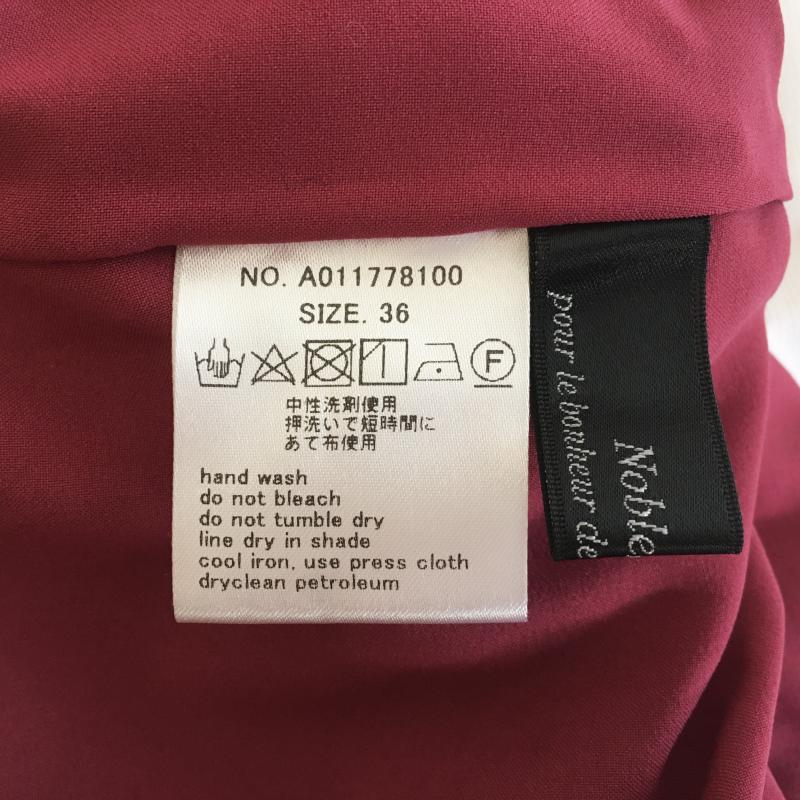 NO. A011778100
SIZE. 36
F
中性洗剤使用
押洗いで短時間に
あて布使用
hand wash
do not bleach
do not tumble dry
line dry in shade
cool iron, use press cloth
dryclean petroleum
Noble
pour le bonheur de